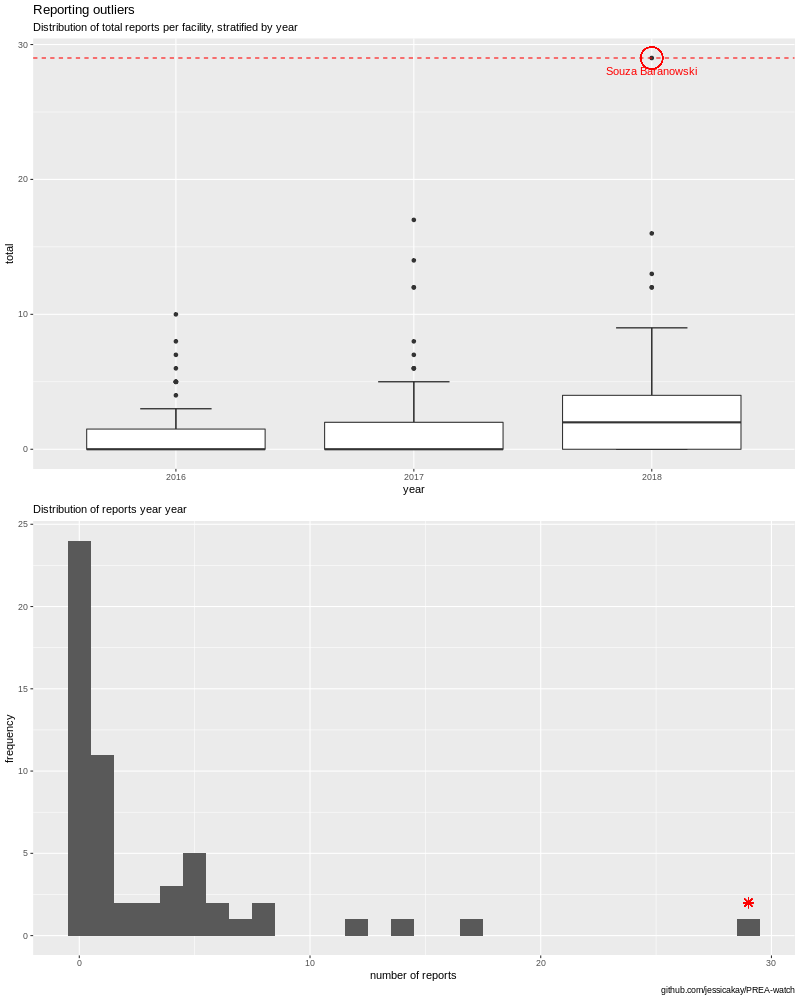 Reporting outliers
Distribution of total reports per facility, stratified by year
30
Souza Baranowski
20
total
10
0
2016 2017 2018
year
Distribution of reports year year
25
20
15
frequency
10
5
0
0 10 20 30
number of reports
github.com/jessicakay/PREA-watch